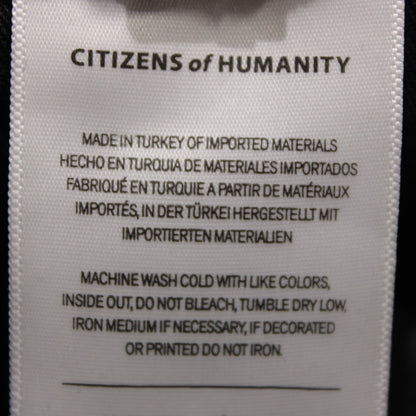 CITIZENS of HUMANITY
MADE IN TURKEY OF IMPORTED MATERIALS
HECHO EN TURQUIA DE MATERIALES IMPORTADOS
FABRIQUÉ EN TURQUIE A PARTIR DE MATÉRIAUX
IMPORTÉS, IN DER TÜRKEI HERGESTELLT MIT
IMPORTIERTEN MATERIALIEN
MACHINE WASH COLD WITH LIKE COLORS,
INSIDE OUT, DO NOT BLEACH, TUMBLE DRY LOW,
IRON MEDIUM IF NECESSARY, IF DECORATED
OR PRINTED DO NOT IRON.